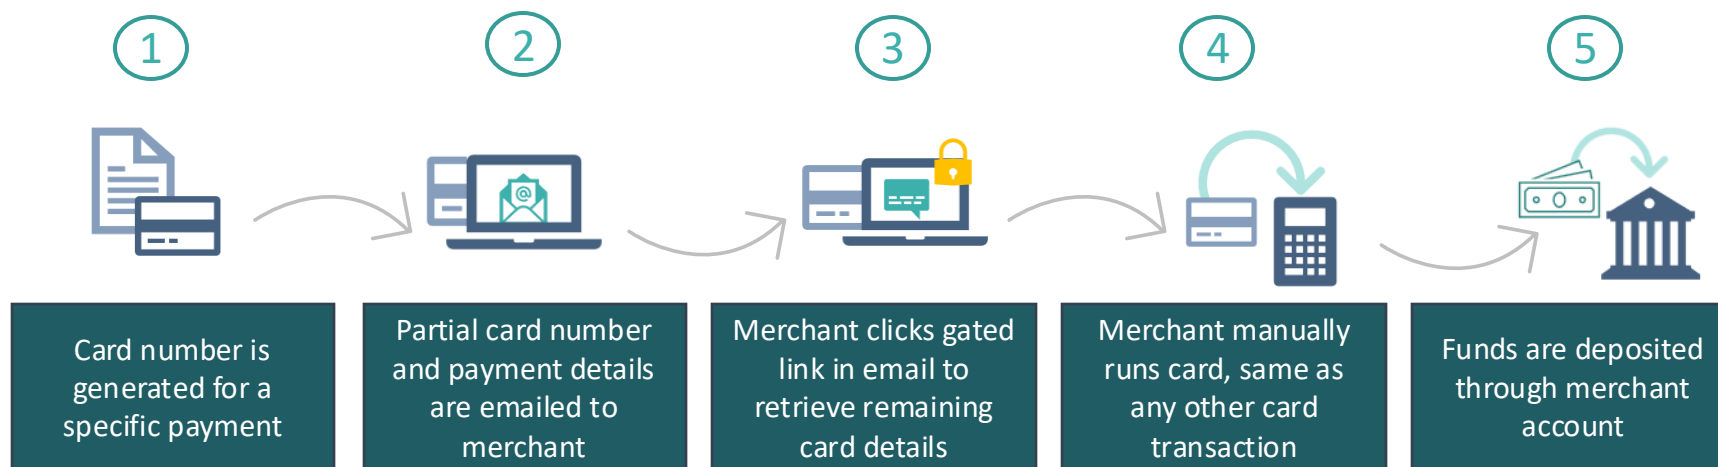 1
2
3
4
5
@
Card number is
generated for a
specific payment
Partial card number
and payment details
are emailed to
merchant
Merchant clicks gated
link in email to
retrieve remaining
card details
Merchant manually
runs card, same as
any other card
transaction
Funds are deposited
through merchant
account